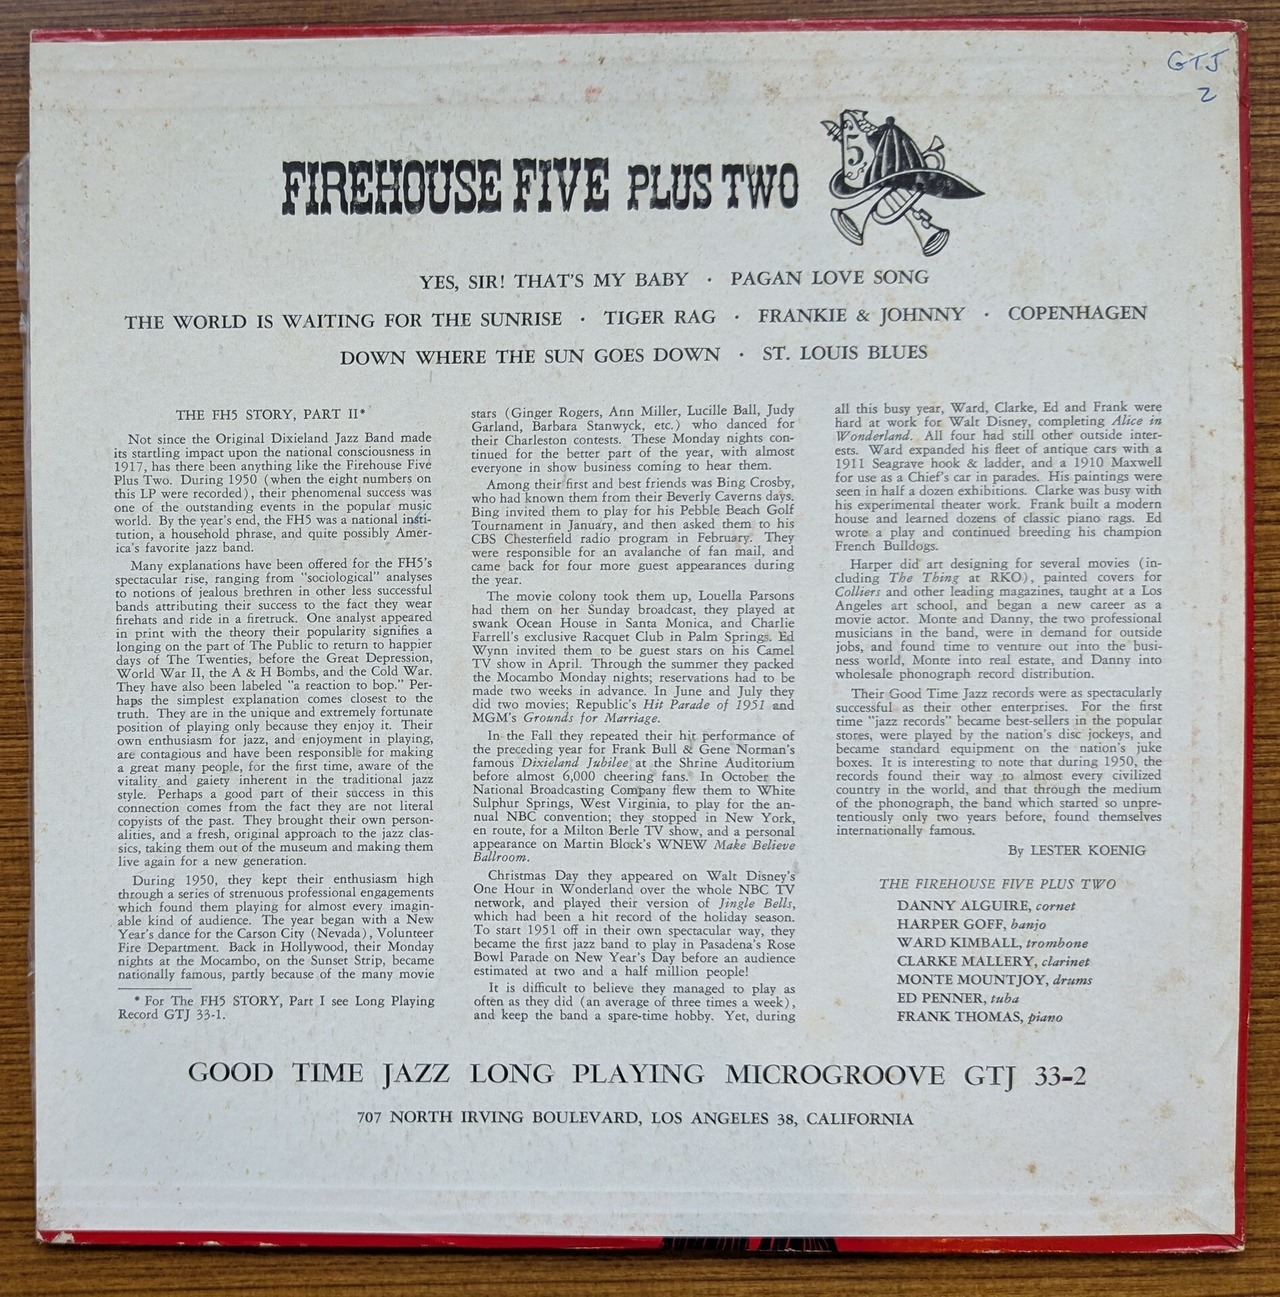 GTJ
2
5
FIREHOUSE FIVE PLUS TWO
YES, SIR! THAT'S MY BABY · PAGAN LOVE SONG
THE WORLD IS WAITING FOR THE SUNRISE · TIGER RAG · FRANKIE & JOHNNY · COPENHAGEN
DOWN WHERE THE SUN GOES DOWN · ST. LOUIS BLUES
THE FH5 STORY, PART II*
Not since the Original Dixieland Jazz Band made
its startling impact upon the national consciousness in
1917, has there been anything like the Firehouse Five
Plus Two. During 1950 (when the eight numbers on
this LP were recorded), their phenomenal success was
one of the outstanding events in the popular music
world. By the year's end, the FH5 was a national insti-
tution, a household phrase, and quite possibly Amer-
ica's favorite jazz band.
Many explanations have been offered for the FH5's
spectacular rise, ranging from "sociological" analyses
to notions of jealous brethren in other less successful
bands attributing their success to the fact they wear
firehats and ride in a firetruck. One analyst appeared
in print with the theory their popularity signifies a
longing on the part of The Public to return to happier
days of The Twenties, before the Great Depression,
World War II, the A & H Bombs, and the Cold War.
They have also been labeled "a reaction to bop." Per-
haps the simplest explanation comes closest to the
truth. They are in the unique and extremely fortunate
position of playing only because they enjoy it. Their
own enthusiasm for jazz, and enjoyment in playing,
are contagious and have been responsible for making
a great many people, for the first time, aware of the
vitality and gaiety inherent in the traditional jazz
style. Perhaps a good part of their success in this
connection comes from the fact they are not literal
copyists of the past. They brought their own person-
alities, and a fresh, original approach to the jazz clas-
sics, taking them out of the museum and making them
live again for a new generation.
During 1950, they kept their enthusiasm high
through a series of strenuous professional engagements
which found them playing for almost every imagin-
able kind of audience. The year began with a New
Year's dance for the Carson City (Nevada), Volunteer
Fire Department. Back in Hollywood, their Monday
nights at the Mocambo, on the Sunset Strip, became
nationally famous, partly because of the many movie
* For The FH5 STORY, Part I see Long Playing
Record GTJ 33-1.
stars (Ginger Rogers, Ann Miller, Lucille Ball, Judy
Garland, Barbara Stanwyck, etc.) who danced for
their Charleston contests. These Monday nights con-
tinued for the better part of the year, with almost
everyone in show business coming to hear them.
Among their first and best friends was Bing Crosby,
who had known them from their Beverly Caverns days.
Bing invited them to play for his Pebble Beach Golf
Tournament in January, and then asked them to his
CBS Chesterfield radio program in February. They
were responsible for an avalanche of fan mail, and
came back for four more guest appearances during
the year.
The movie colony took them up, Louella Parsons
had them on her Sunday broadcast, they played at
swank Ocean House in Santa Monica, and Charlie
Farrell's exclusive Racquet Club in Palm Springs. Ed
Wynn invited them to be guest stars on his Camel
TV show in April. Through the summer they packed
the Mocambo Monday nights; reservations had to be
made two weeks in advance. In June and July they
did two movies; Republic's Hit Parade of 1951 and
MGM's Grounds for Marriage.
In the Fall they repeated their hit performance of
the preceding year for Frank Bull & Gene Norman's
famous Dixieland Jubilee at the Shrine Auditorium
before almost 6,000 cheering fans. In October the
National Broadcasting Company flew them to White
Sulphur Springs, West Virginia, to play for the an-
nual NBC convention; they stopped in New York,
en route, for a Milton Berle TV show, and a personal
appearance on Martin Block's WNEW Make Believe
Ballroom.
Christmas Day they appeared on Walt Disney's
One Hour in Wonderland over the whole NBC TV
network, and played their version of Jingle Bells,
which had been a hit record of the holiday season.
To start 1951 off in their own spectacular way, they
became the first jazz band to play in Pasadena's Rose
Bowl Parade on New Year's Day before an audience
estimated at two and a half million people!
It is difficult to believe they managed to play as
often as they did (an average of three times a week),
and keep the band a spare-time hobby. Yet, during
all this busy year, Ward, Clarke, Ed and Frank were
hard at work for Walt Disney, completing Alice in
Wonderland. All four had still other outside inter-
ests. Ward expanded his fleet of antique cars with a
1911 Seagrave hook & ladder, and a 1910 Maxwell
for use as a Chief's car in parades. His paintings were
seen in half a dozen exhibitions. Clarke was busy with
his experimental theater work. Frank built a modern
house and learned dozens of classic piano rags. Ed
wrote a play and continued breeding his champion
French Bulldogs.
Harper did art designing for several movies (in-
cluding The Thing at RKO), painted covers for
Colliers and other leading magazines, taught at a Los
Angeles art school, and began a new career as a
movie actor. Monte and Danny, the two professional
musicians in the band, were in demand for outside
jobs, and found time to venture out into the busi-
ness world, Monte into real estate, and Danny into
wholesale phonograph record distribution.
Their Good Time Jazz records were as spectacularly
successful as their other enterprises. For the first
time "jazz records" became best-sellers in the popular
stores, were played by the nation's disc jockeys, and
became standard equipment on the nation's juke
boxes. It is interesting to note that during 1950, the
records found their way to almost every civilized
country in the world, and that through the medium
of the phonograph, the band which started so unpre-
tentiously only two years before, found themselves
internationally famous.
By LESTER KOENIG
THE FIREHOUSE FIVE PLUS TWO
DANNY ALGUIRE, cornet
HARPER GOFF, banjo
WARD KIMBALL, trombone
CLARKE MALLERY, clarinet
MONTE MOUNTJOY, drums
ED PENNER, tuba
FRANK THOMAS, piano
GOOD TIME JAZZ LONG PLAYING MICROGROOVE GTJ 33-2
707 NORTH IRVING BOULEVARD, LOS ANGELES 38, CALIFORNIA